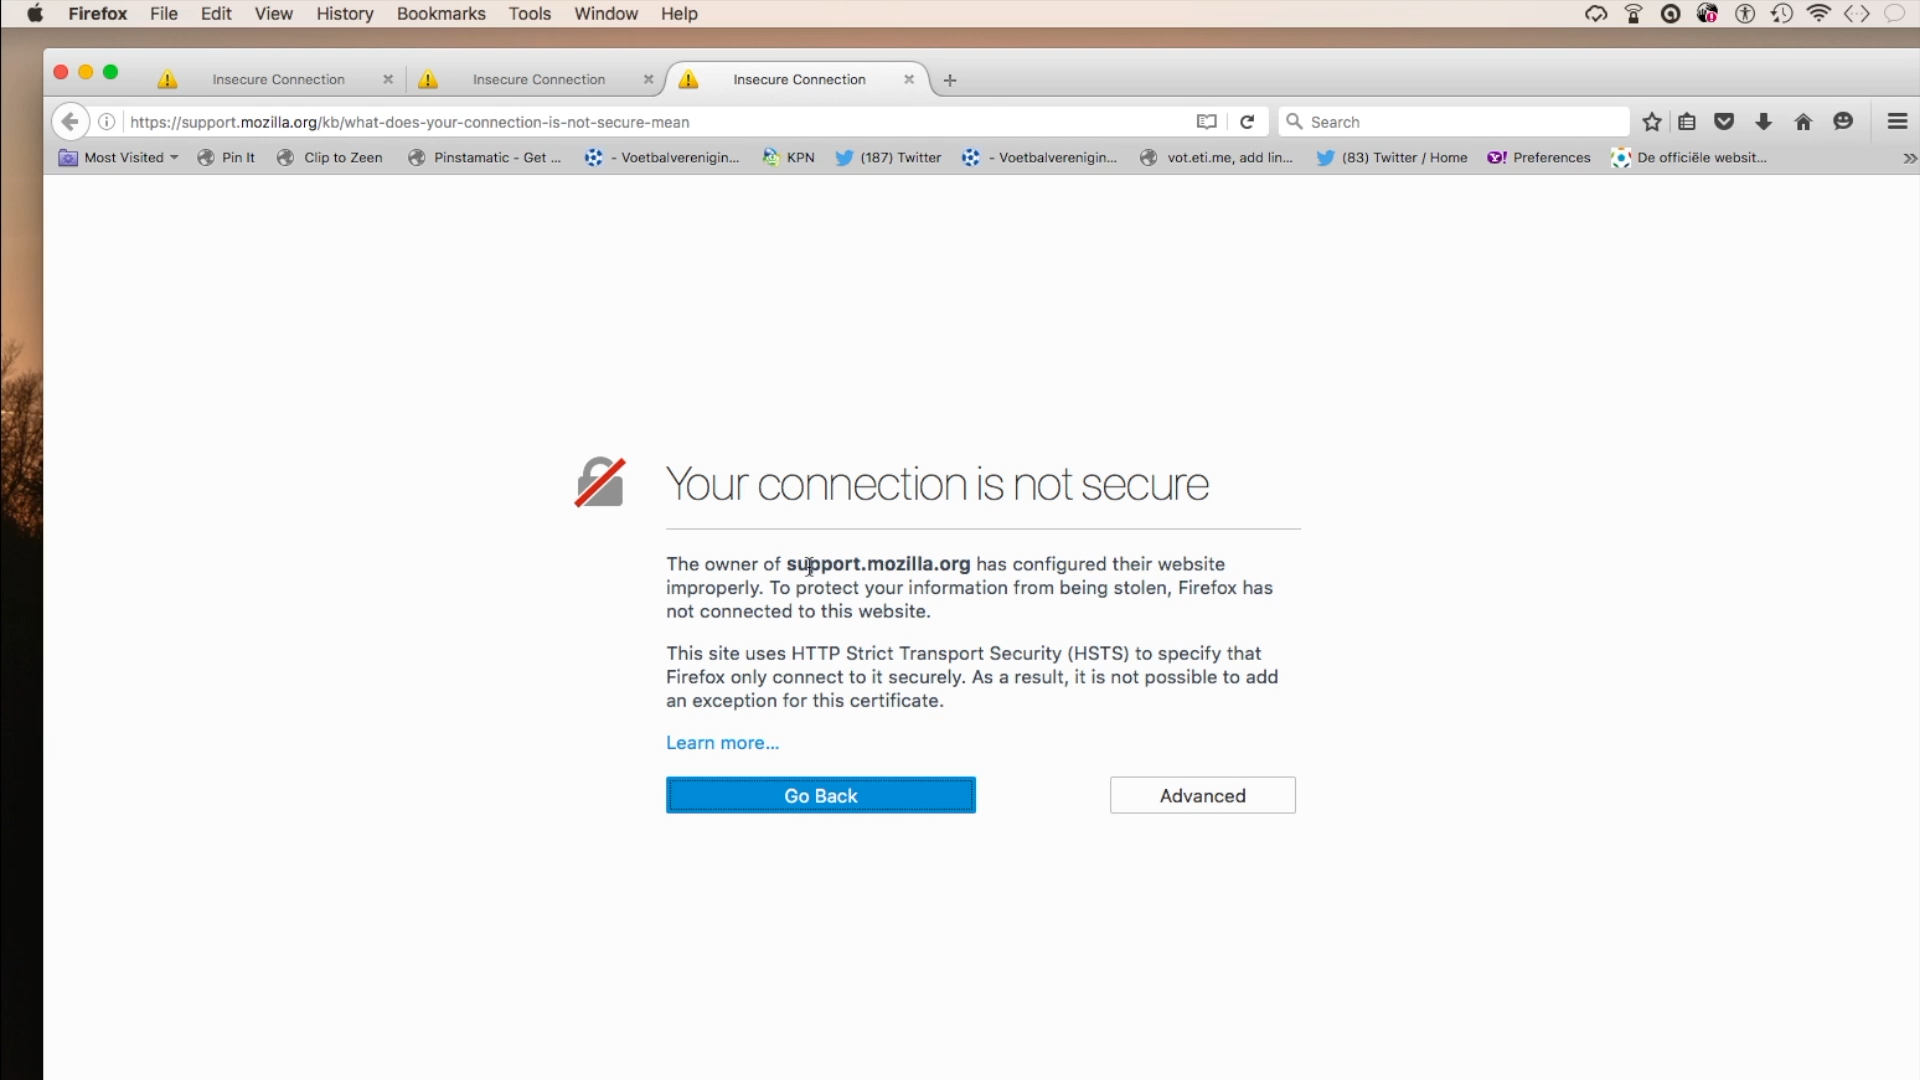 Firefox File Edit View History Bookmarks Tools Window Help
Insecure Connection Insecure Connection Insecure Connection
https://support.mozilla.org/kb/what-does-your-connection-is-not-secure-mean Search
Most Visited Pin It Clip to Zeen Pinstamatic - Get ... - Voetbalverenigin... KPN (187) Twitter - Voetbalverenigin... vot.eti.me, add lin... (83) Twitter / Home Preferences De officiële websit...
Your connection is not secure
The owner of support.mozilla.org has configured their website
improperly. To protect your information from being stolen, Firefox has
not connected to this website.
This site uses HTTP Strict Transport Security (HSTS) to specify that
Firefox only connect to it securely. As a result, it is not possible to add
an exception for this certificate.
Learn more...
Go Back Advanced